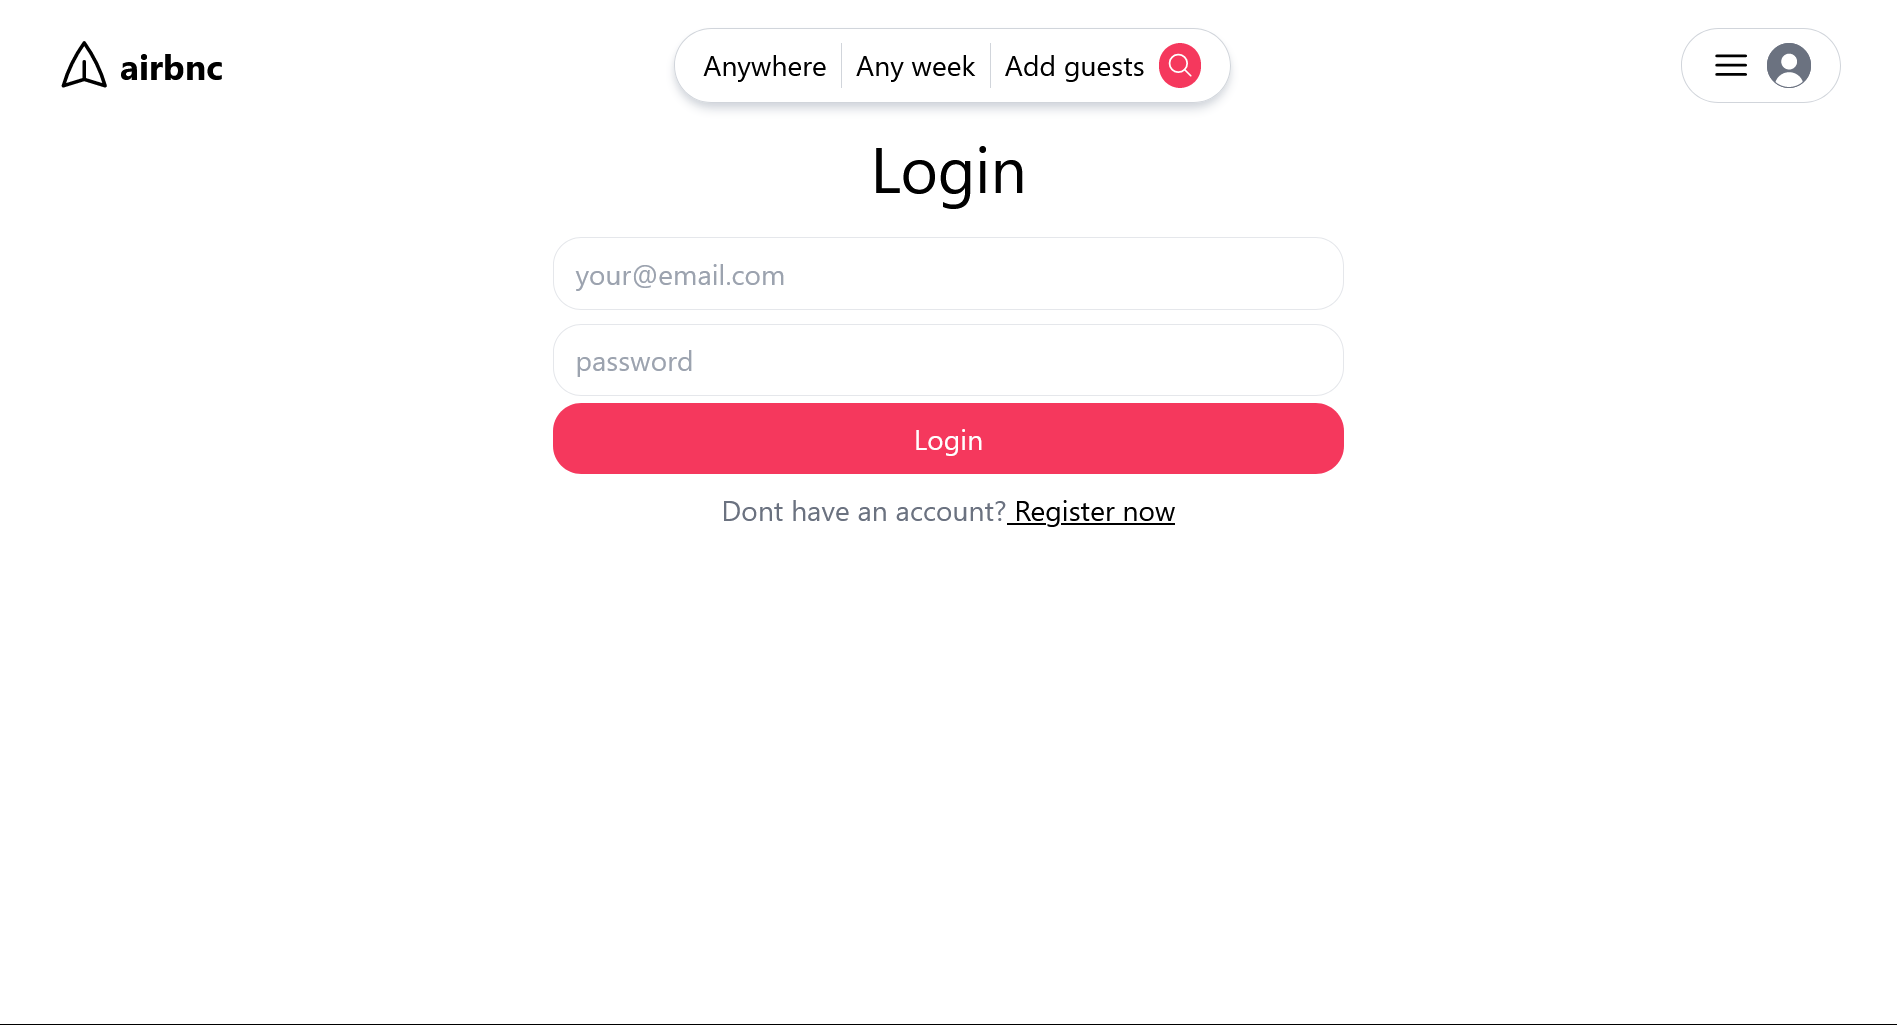 airbnc
Anywhere Any week Add guests
Login
your@email.com
password
Login
Dont have an account? Register now